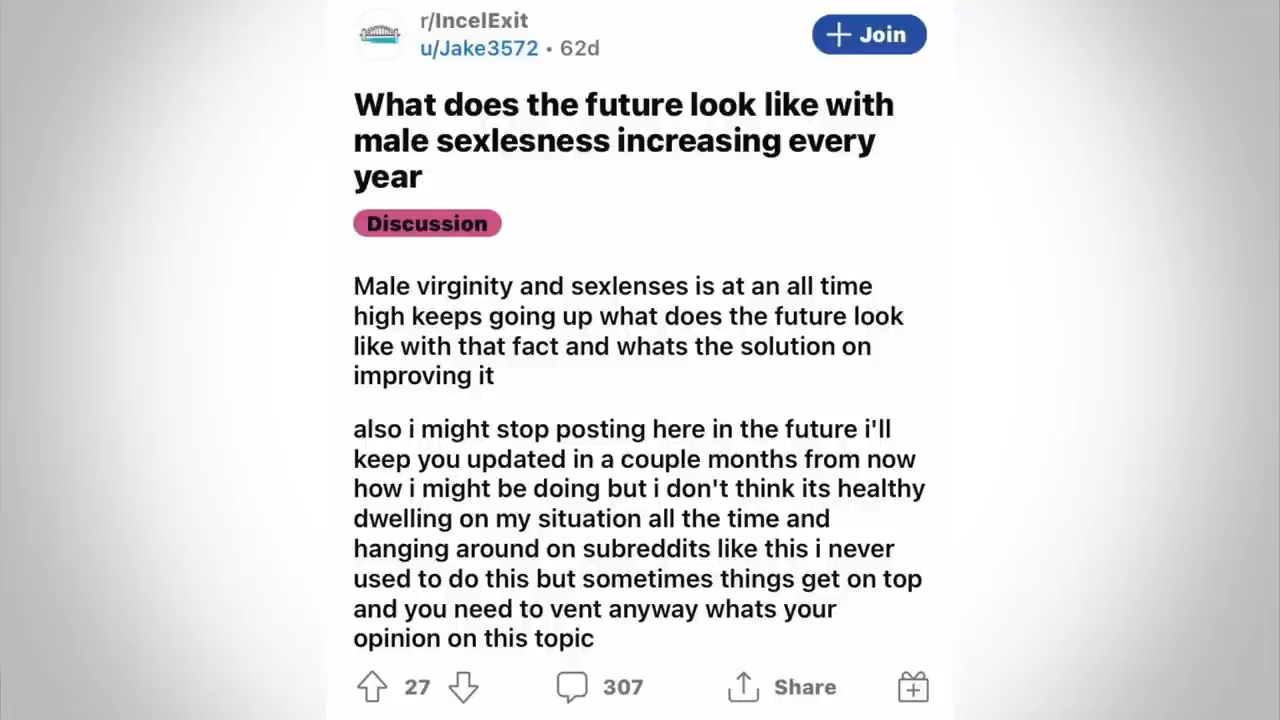 r/IncelExit
u/Jake3572 • 62d
+ Join
What does the future look like with
male sexlesness increasing every
year
Discussion
Male virginity and sexlenses is at an all time
high keeps going up what does the future look
like with that fact and whats the solution on
improving it
also i might stop posting here in the future i'll
keep you updated in a couple months from now
how i might be doing but i don't think its healthy
dwelling on my situation all the time and
hanging around on subreddits like this i never
used to do this but sometimes things get on top
and you need to vent anyway whats your
opinion on this topic
27
307
Share